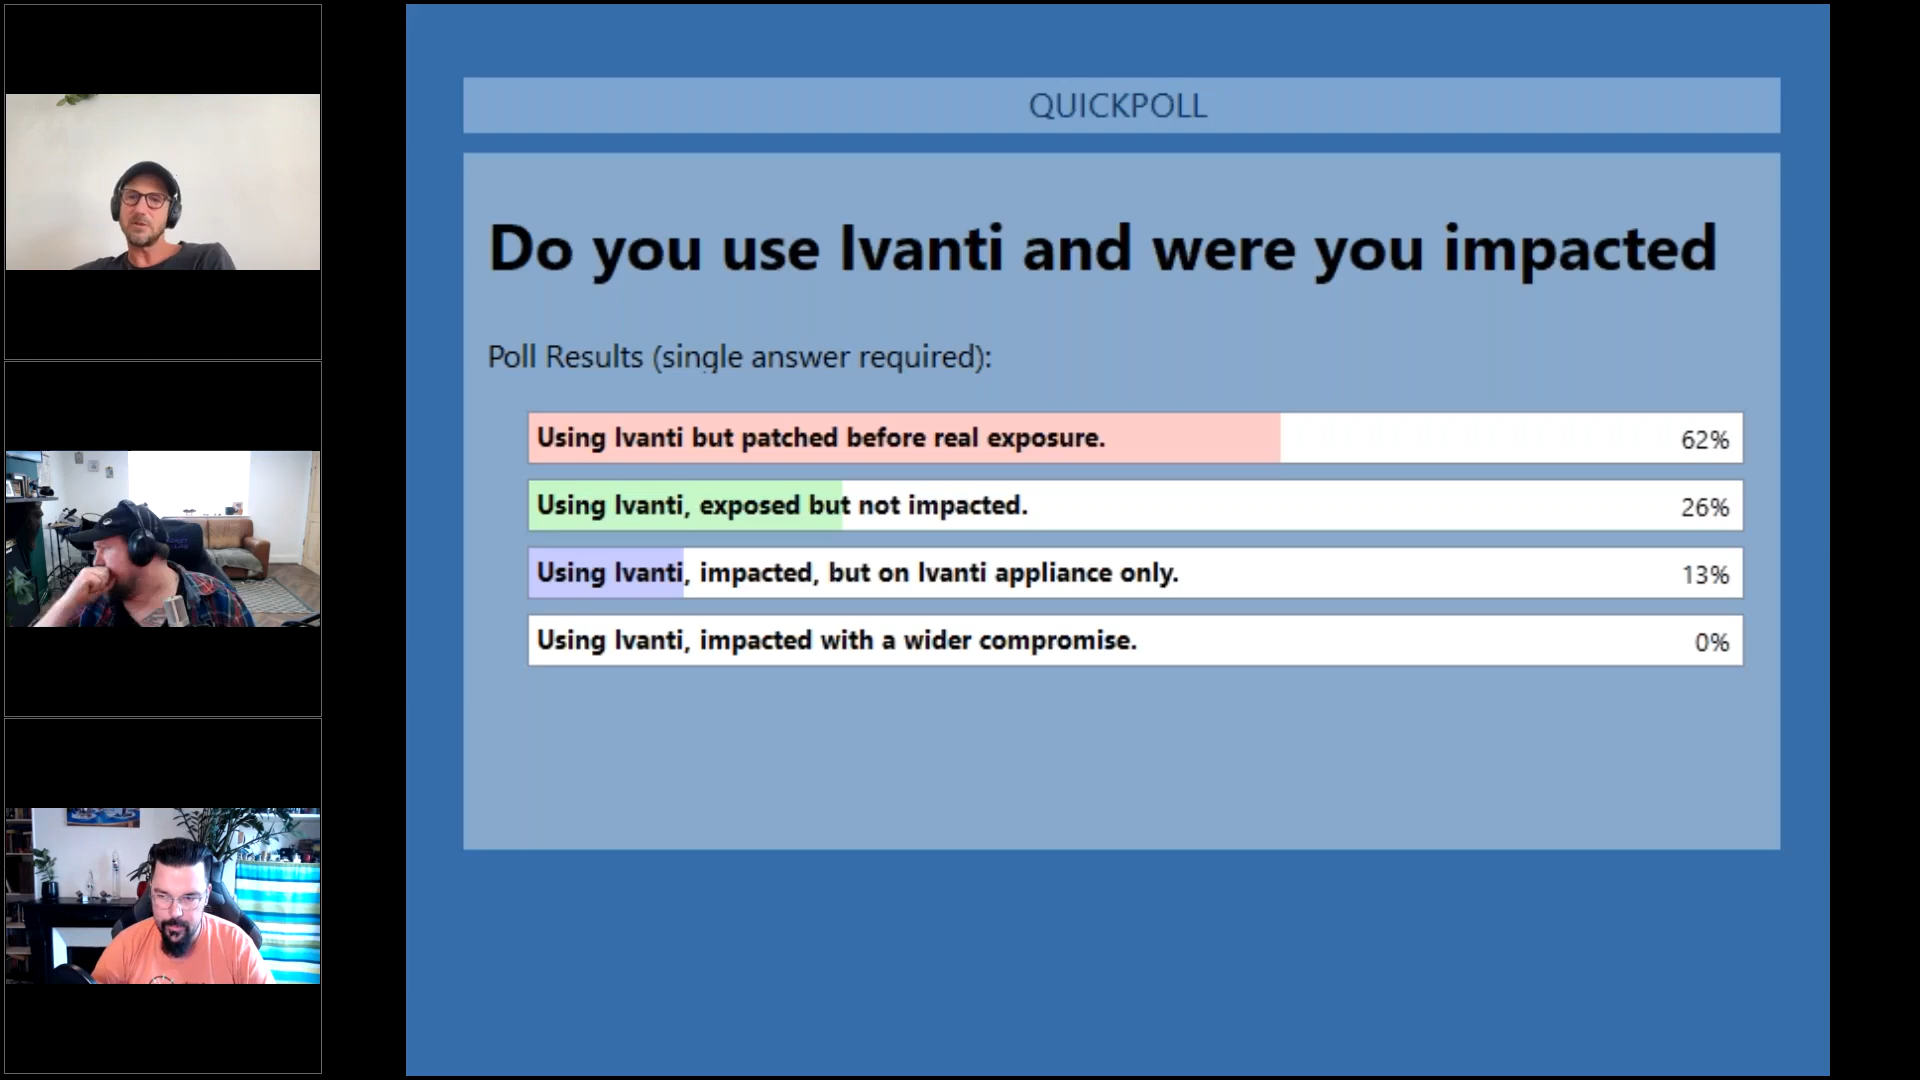 QUICKPOLL
Do you use Ivanti and were you impacted
Poll Results (single answer required):
Using Ivanti but patched before real exposure. 62%
Using Ivanti, exposed but not impacted. 26%
Using Ivanti, impacted, but on Ivanti appliance only. 13%
Using Ivanti, impacted with a wider compromise. 0%